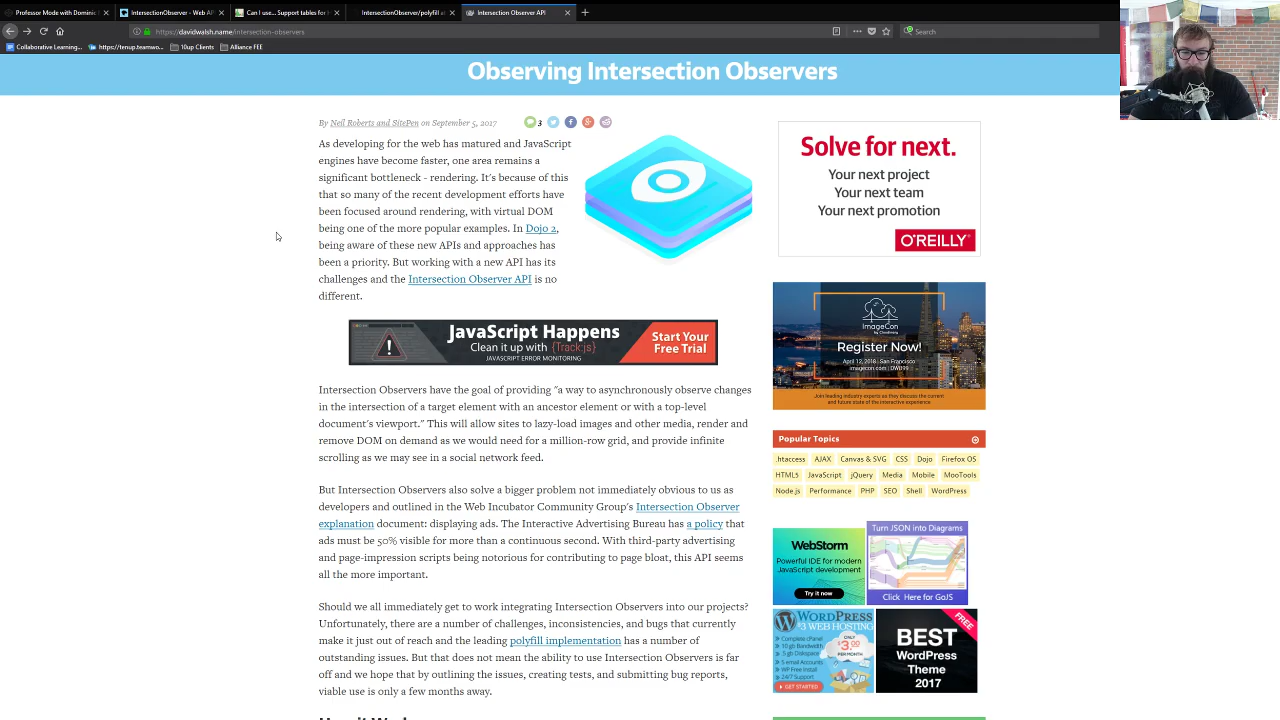 Professor Mode with Dominic
IntersectionObserver - Web API
Can I use... Support tables for H
IntersectionObserver/polyfill at
Intersection Observer API
https://davidwalsh.name/intersection-observers
Search
Collaborative Learning...
https://tenup.teamwo...
10up Clients
Alliance FEE
Observing Intersection Observers
By Neil Roberts and SitePen on September 5, 2017
3
As developing for the web has matured and JavaScript
engines have become faster, one area remains a
significant bottleneck - rendering. It's because of this
that so many of the recent development efforts have
been focused around rendering, with virtual DOM
being one of the more popular examples. In Dojo 2,
being aware of these new APIs and approaches has
been a priority. But working with a new API has its
challenges and the Intersection Observer API is no
different.
JavaScript Happens
Clean it up with {Track:js}
JAVASCRIPT ERROR MONITORING
Start Your
Free Trial
Intersection Observers have the goal of providing "a way to asynchronously observe changes
in the intersection of a target element with an ancestor element or with a top-level
document's viewport." This will allow sites to lazy-load images and other media, render and
remove DOM on demand as we would need for a million-row grid, and provide infinite
scrolling as we may see in a social network feed.
But Intersection Observers also solve a bigger problem not immediately obvious to us as
developers and outlined in the Web Incubator Community Group's Intersection Observer
explanation document: displaying ads. The Interactive Advertising Bureau has a policy that
ads must be 50% visible for more than a continuous second. With third-party advertising
and page-impression scripts being notorious for contributing to page bloat, this API seems
all the more important.
Should we all immediately get to work integrating Intersection Observers into our projects?
Unfortunately, there are a number of challenges, inconsistencies, and bugs that currently
make it just out of reach and the leading polyfill implementation has a number of
outstanding issues. But that does not mean the ability to use Intersection Observers is far
off and we hope that by outlining the issues, creating tests, and submitting bug reports,
viable use is only a few months away.
Solve for next.
Your next project
Your next team
Your next promotion
O'REILLY
ImageCon
by Cloudinary
Register Now!
April 12, 2018 | San Francisco
imagecon.com | DWB99
Join leading industry experts as they discuss the current
and future state of the interactive experience.
Popular Topics
.htaccess AJAX Canvas & SVG CSS Dojo Firefox OS
HTML5 JavaScript jQuery Media Mobile MooTools
Node.js Performance PHP SEO Shell WordPress
WebStorm
Powerful IDE for modern
JavaScript development
Try it now
Turn JSON into Diagrams
Click Here for GoJS
WORDPRESS
$3 WEB HOSTING
Complete cPanel
10 gb Bandwidth
5 email Accounts
WP Free Install
24/7 Support
ONLY
$3.00
PER MONTH
GET STARTED
FREE
BEST
WordPress
Theme
2017